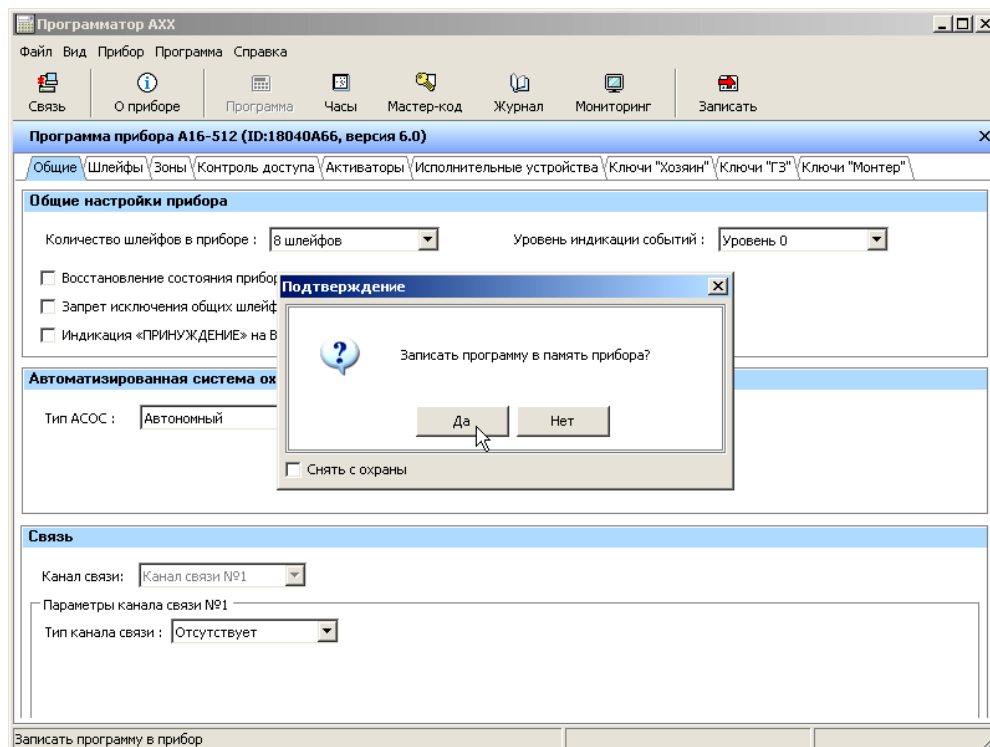 Программатор АХХ
Файл Вид Прибор Программа Справка
Связь О приборе Программа Часы Мастер-код Журнал Мониторинг Записать
Программа прибора А16-512 (ID:18040A66, версия 6.0)
Общие Шлейфы Зоны Контроль доступа Активаторы Исполнительные устройства Ключи "Хозяин" Ключи "ГЗ" Ключи "Монтер"
Общие настройки прибора
Количество шлейфов в приборе : 8 шлейфов Уровень индикации событий : Уровень 0
Восстановление состояния прибор
Запрет исключения общих шлейф
Индикация «ПРИНУЖДЕНИЕ» на В
Подтверждение
Записать программу в память прибора?
Да Нет
Снять с охраны
Автоматизированная система ох
Тип АСОС : Автономный
Связь
Канал связи: Канал связи №1
Параметры канала связи №1
Тип канала связи : Отсутствует
Записать программу в прибор